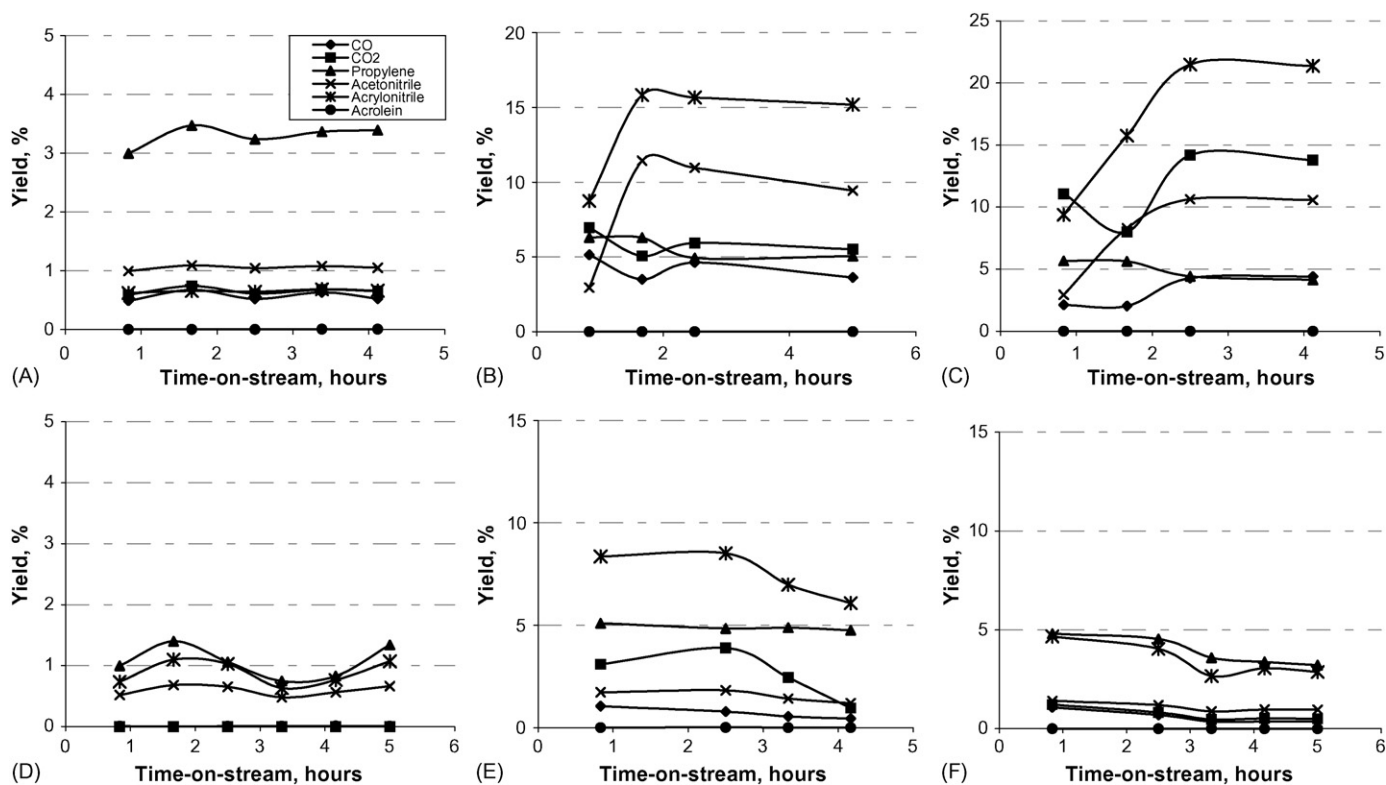 5
4
3
2
1
0
Yield, %
CO
CO2
Propylene
Acetonitrile
Acrylonitrile
Acrolein
0 1 2 3 4 5
Time-on-stream, hours
(A)
20
15
10
5
0
Yield, %
0 2 4 6
Time-on-stream, hours
(B)
25
20
15
10
5
0
Yield, %
0 1 2 3 4 5
Time-on-stream, hours
(C)
5
4
3
2
1
0
Yield, %
0 1 2 3 4 5 6
Time-on-stream, hours
(D)
15
10
5
0
Yield, %
0 1 2 3 4 5
Time-on-stream, hours
(E)
15
10
5
0
Yield, %
0 1 2 3 4 5 6
Time-on-stream, hours
(F)